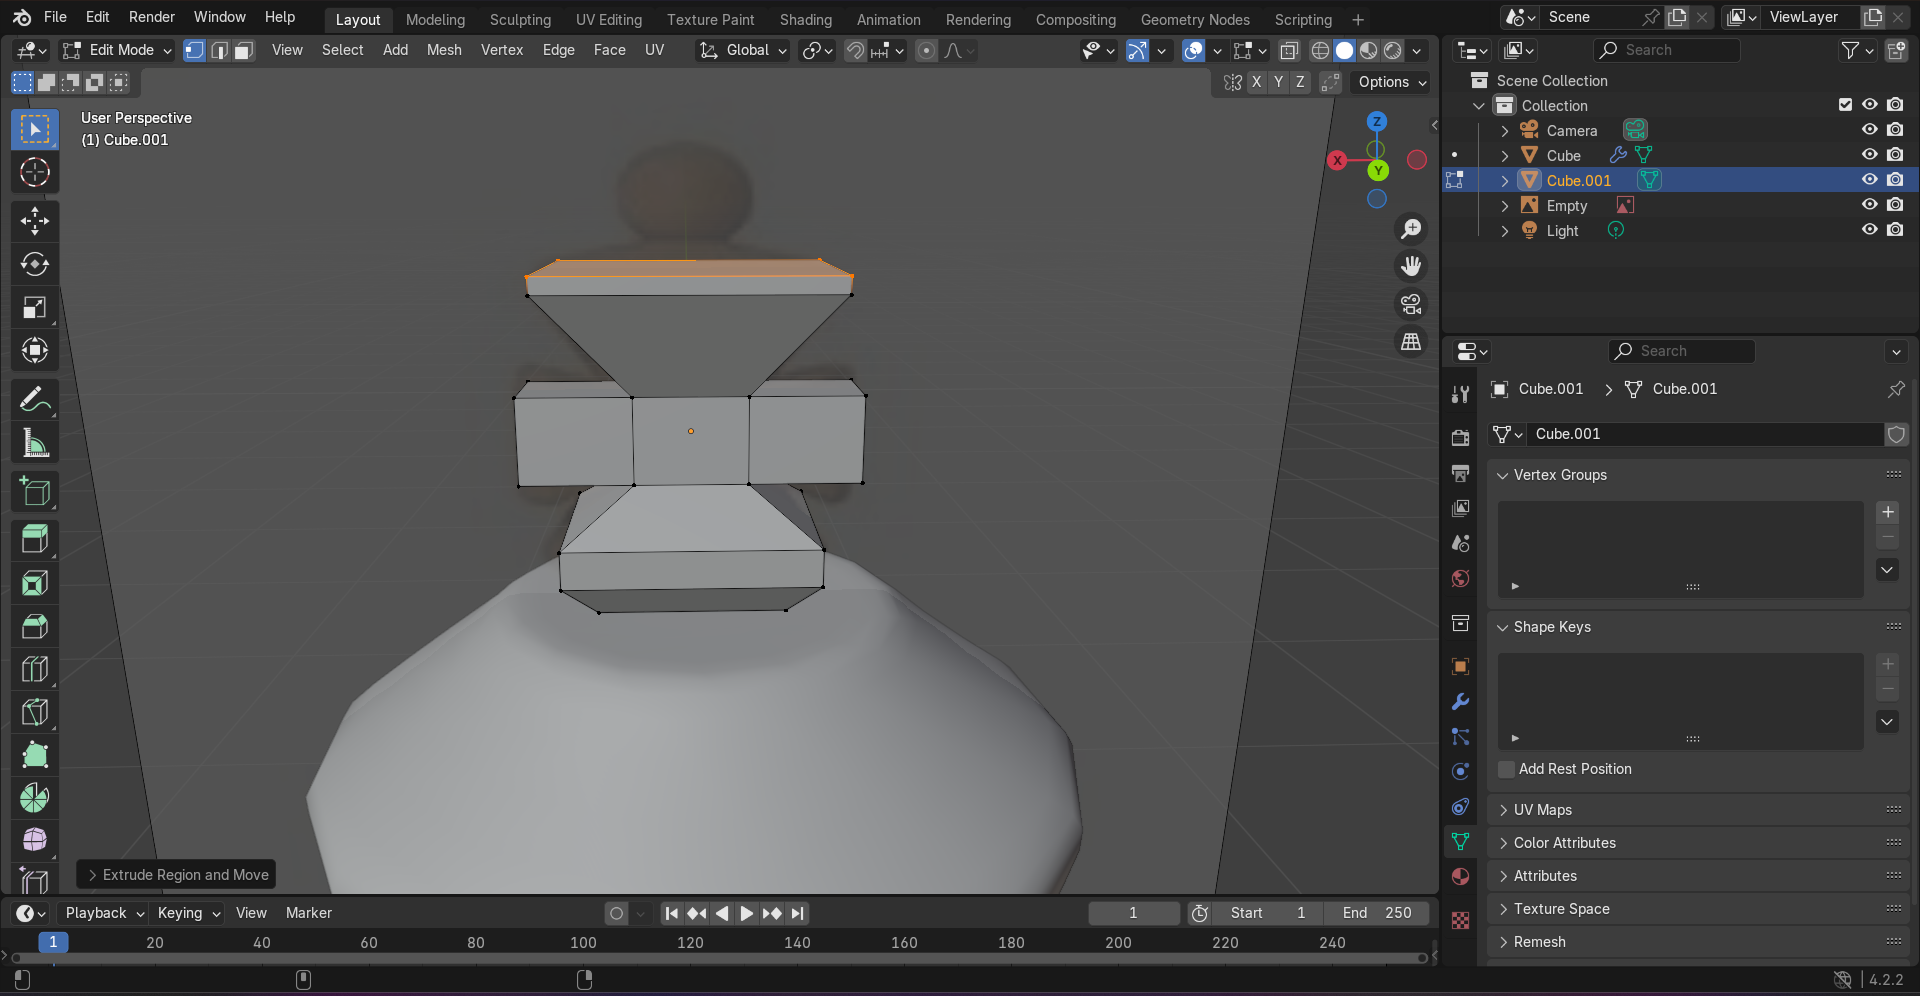 File Edit Render Window Help Layout Modeling Sculpting UV Editing Texture Paint Shading Animation Rendering Compositing Geometry Nodes Scripting + Scene ViewLayer
Edit Mode View Select Add Mesh Vertex Edge Face UV Global Search
X Y Z Options
User Perspective
(1) Cube.001
Z
X
Y
Scene Collection
Collection
Camera
Cube
Cube.001
Empty
Light
Search
Cube.001 Cube.001
Cube.001
Vertex Groups
Shape Keys
Add Rest Position
UV Maps
Color Attributes
Attributes
Texture Space
Remesh
Extrude Region and Move
Playback Keying View Marker 1 Start 1 End 250
1 20 40 60 80 100 120 140 160 180 200 220 240
4.2.2